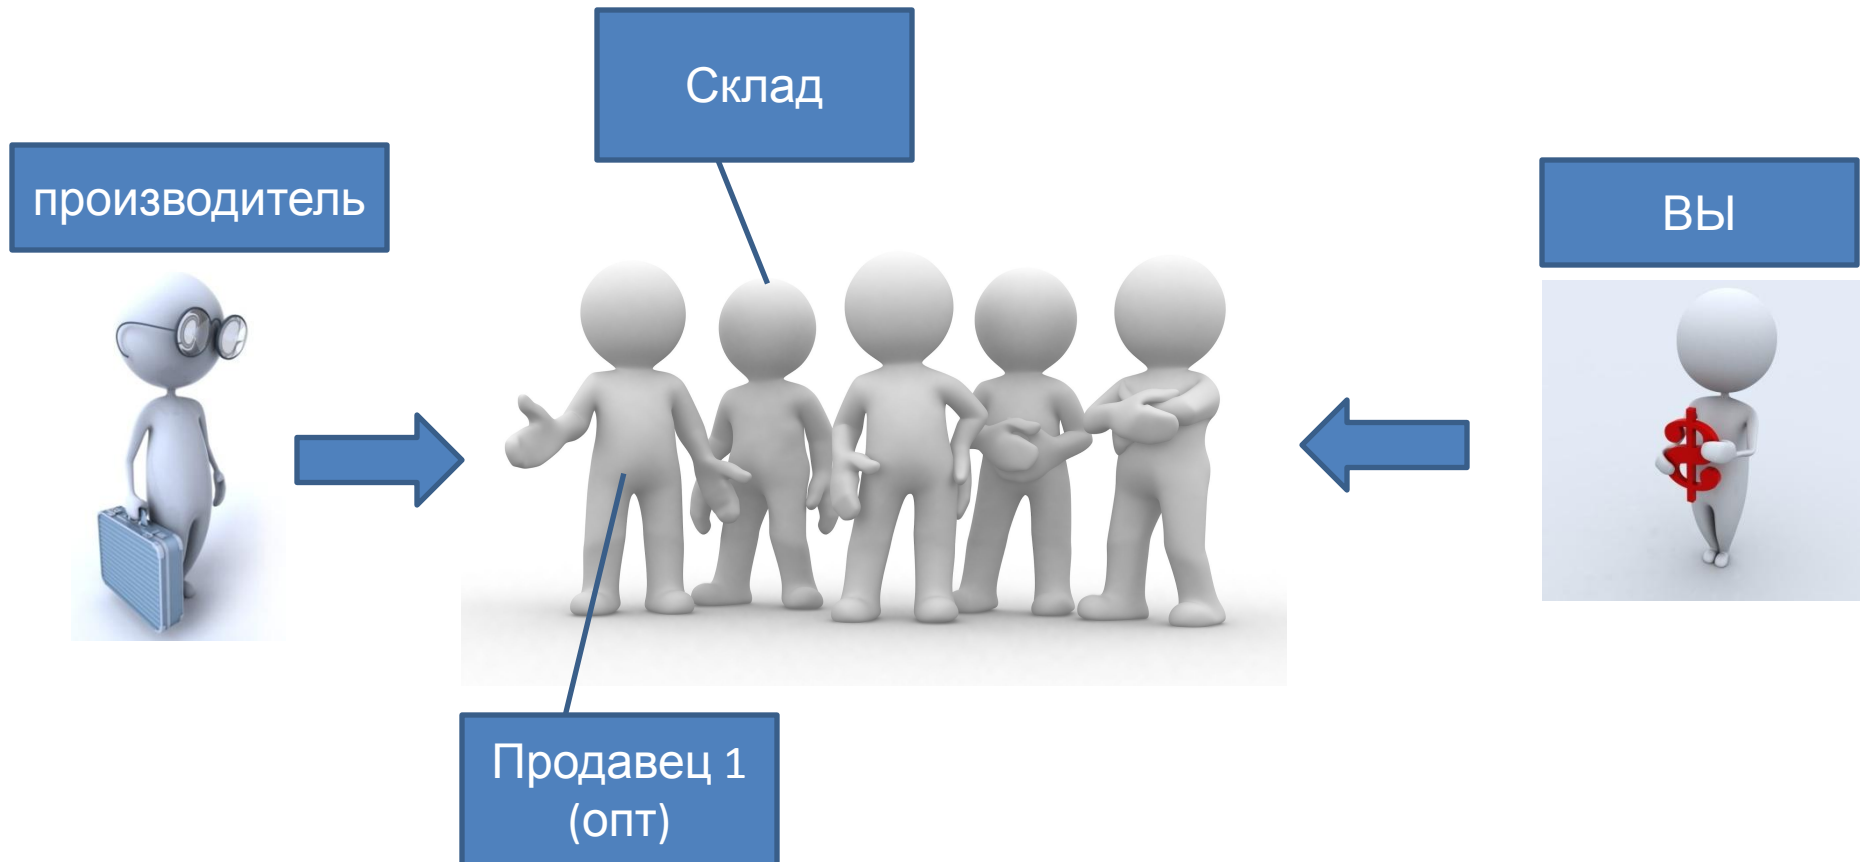 Склад
производитель
ВЫ
Продавец 1
(опт)